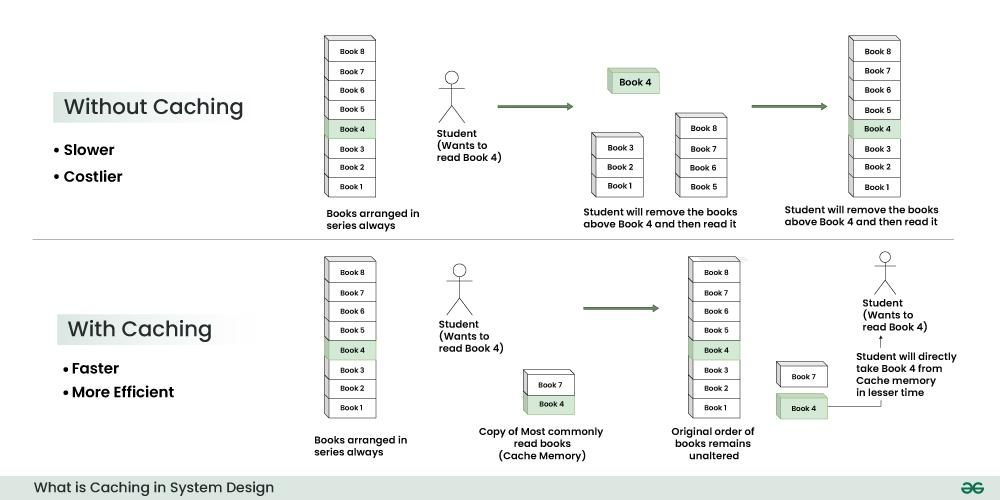 Without Caching
• Slower
• Costlier
Book 8
Book 7
Book 6
Book 5
Book 4
Book 3
Book 2
Book 1
Books arranged in
series always
Student
(Wants to
read Book 4)
Book 4
Book 3
Book 2
Book 1
Book 8
Book 7
Book 6
Book 5
Student will remove the books
above Book 4 and then read it
Book 8
Book 7
Book 6
Book 5
Book 4
Book 3
Book 2
Book 1
Student will remove the books
above Book 4 and then read it
With Caching
• Faster
• More Efficient
Book 8
Book 7
Book 6
Book 5
Book 4
Book 3
Book 2
Book 1
Books arranged in
series always
Student
(Wants to
read Book 4)
Book 7
Book 4
Copy of Most commonly
read books
(Cache Memory)
Book 8
Book 7
Book 6
Book 5
Book 4
Book 3
Book 2
Book 1
Original order of
books remains
unaltered
Student
(Wants to
read Book 4)
Student will directly
take Book 4 from
Cache memory
in lesser time
Book 7
Book 4
What is Caching in System Design